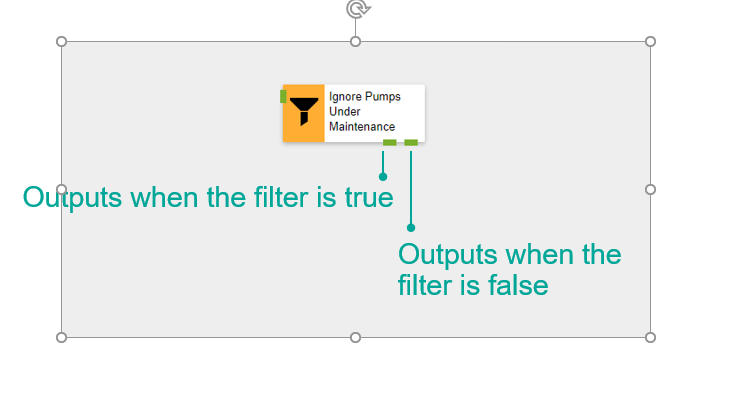 Ignore Pumps
Under
Maintenance
Outputs when the filter is true
Outputs when the
filter is false